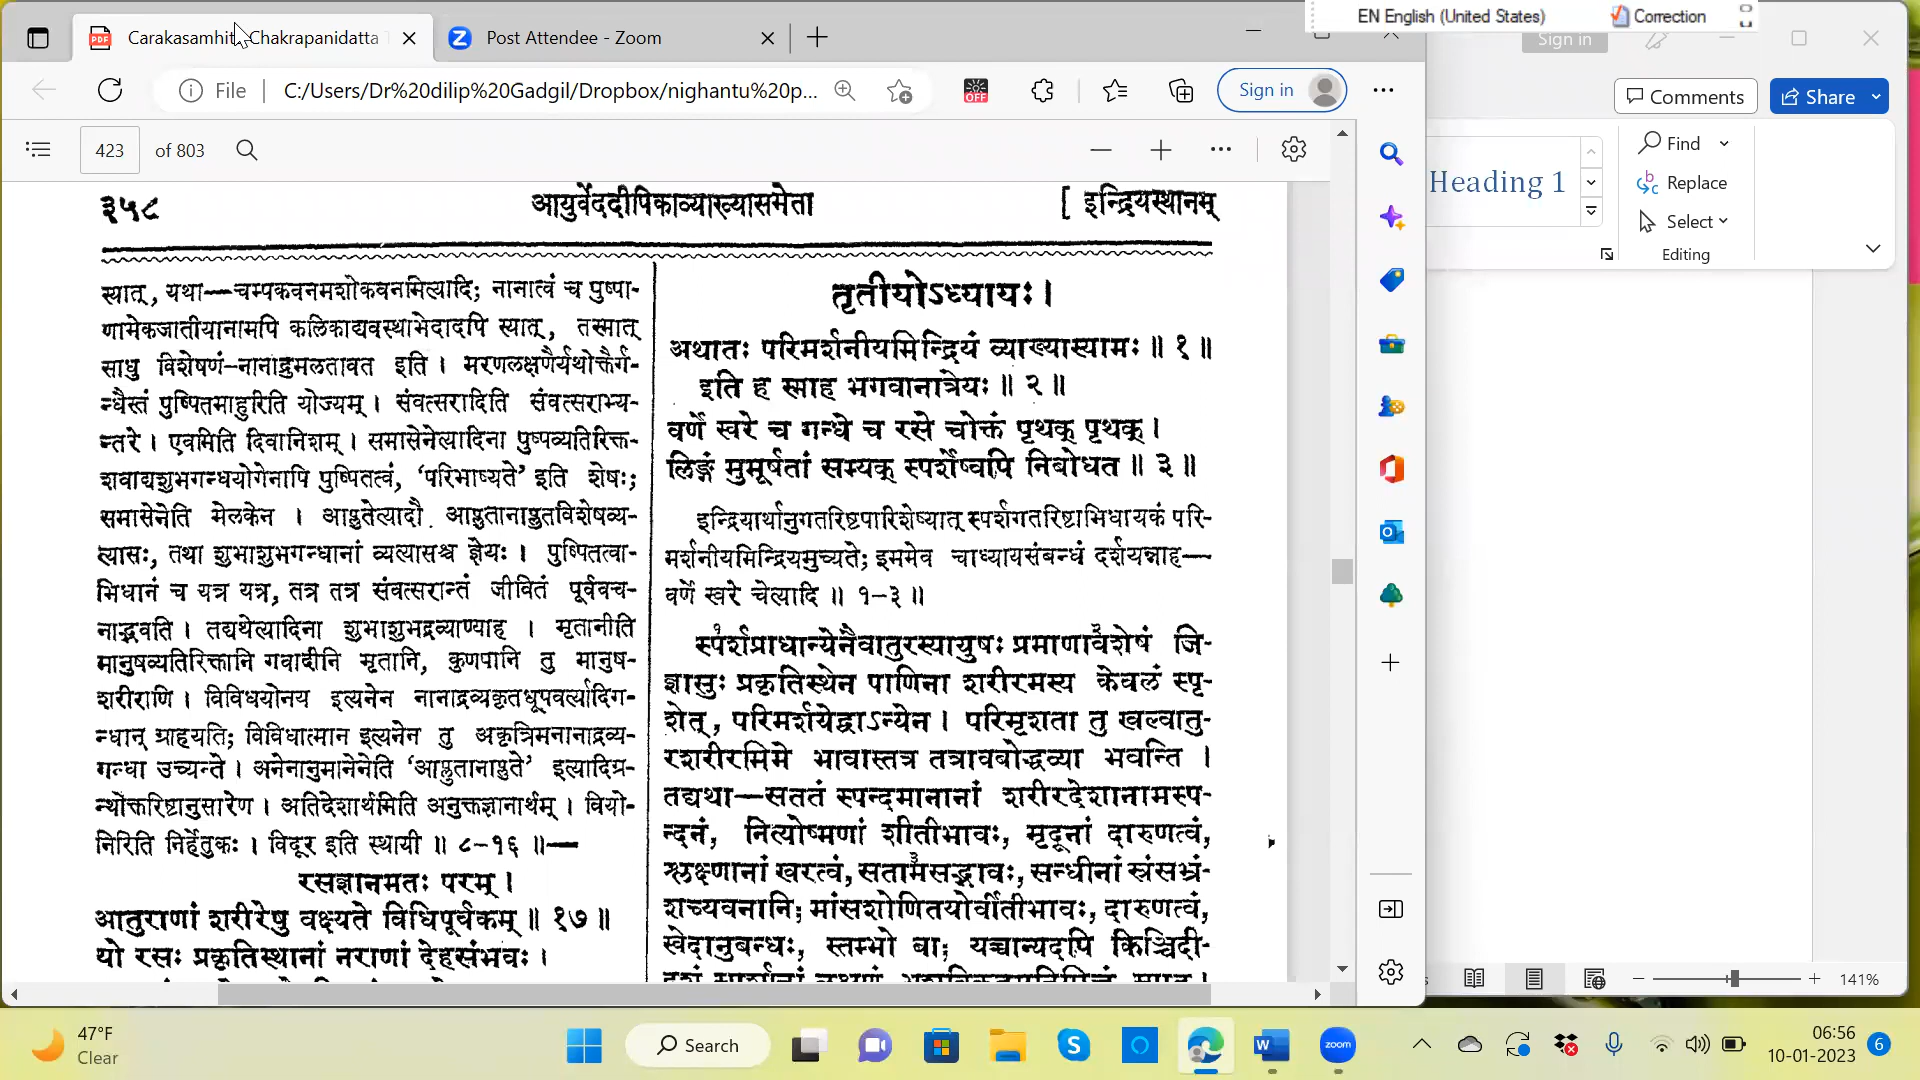 EN English (United States)
Correction
Carakasamhit Chakrapanidatta
Post Attendee - Zoom
Sign in
File
C:/Users/Dr%20dilip%20Gadgil/Dropbox/nighantu%20p...
Sign in
Comments
Share
423 of 803
Find
Heading 1
Replace
Select
Editing
३५८ आयुर्वेददीपिकाव्याख्यासमेता [ इन्द्रियस्थानम्
स्यात्, यथा—चम्पकवनमशोकवनमित्यादि; नानात्वं च पुष्पा-
णामेकजातीयानामपि कलिकाद्यवस्थाभेदादपि स्यात्, तस्मात्
साधु विशेषणं–नानाद्रुमलतावत इति । मरणलक्षणैर्यथोक्तैर्ग-
न्धैस्तं पुष्पितमाहुरिति योज्यम् । संवत्सरादिति संवत्सराभ्य-
न्तरे । एवमिति दिवानिशम् । समासेनेत्यादिना पुष्पव्यतिरिक्त-
शवाद्यशुभगन्धयोगेनापि पुष्पितत्वं, ‘परिभाष्यते’ इति शेषः;
समासेनेति मेलकेन । आप्लुतेत्यादौ आप्लुतानाप्लुतविशेषव्य-
त्यासः, तथा शुभाशुभगन्धानां व्यत्यासश्च ज्ञेयः । पुष्पितत्वा-
भिधानं च यत्र यत्र, तत्र तत्र संवत्सरान्तं जीवितं पूर्ववच-
नाद्भवति । तद्यथेत्यादिना शुभाशुभद्रव्याण्याह । मृतानीति
मानुषव्यतिरिक्तानि गवादीनि मृतानि, कुणपानि तु मानुष-
शरीराणि । विविधयोनय इत्यनेन नानाद्रव्यकृतधूपवर्त्यादिग-
न्धान् ग्राहयति; विविधात्मान इत्यनेन तु अकृत्रिमनानाद्रव्य-
गन्धा उच्यन्ते । अनेनानुमानेनेति ‘आप्लुतानाप्लुते’ इत्यादिग्र-
न्थोक्तरिष्टानुसारेण । अतिदेशार्थमिति अनुक्तज्ञानार्थम् । वियो-
निरिति निर्हेतुकः । विदूर इति स्थायी ॥ ८–१६ ॥—
रसज्ञानमतः परम् ।
आतुराणां शरीरेषु वक्ष्यते विधिपूर्वकम् ॥ १७ ॥
यो रसः प्रकृतिस्थानां नराणां देहसंभवः ।
तृतीयोऽध्यायः ।
अथातः परिमर्शनीयमिन्द्रियं व्याख्यास्यामः ॥ १ ॥
इति ह स्माह भगवानात्रेयः ॥ २ ॥
वर्णे स्वरे च गन्धे च रसे चोक्तं पृथक् पृथक् ।
लिङ्गं मुमूर्षतां सम्यक् स्पर्शेष्वपि निबोधत ॥ ३ ॥
इन्द्रियार्थानुगतरिष्टपारिशेष्यात् स्पर्शगतरिष्टाभिधायकं परि-
मर्शनीयमिन्द्रियमुच्यते; इममेव चाध्यायसंबन्धं दर्शयन्नाह—
वर्णे स्वरे चेत्यादि ॥ १–३ ॥
स्पर्शप्राधान्येनैवातुरस्यायुषः प्रमाणावशेषं जि-
ज्ञासुः प्रकृतिस्थेन पाणिना शरीरमस्य केवलं स्पृ-
शेत्, परिमर्शयेद्वाऽन्येन । परिमृशता तु खल्वातु-
रशरीरमिमे भावास्तत्र तत्रावबोद्धव्या भवन्ति ।
तद्यथा—सततं स्पन्दमानानां शरीरदेशानामस्प-
न्दनं, नित्योष्मणां शीतीभावः, मृदूनां दारुणत्वं,
श्लक्ष्णानां खरत्वं, सतामसद्भावः, सन्धीनां स्रंसभ्रं-
शच्यवनानि; मांसशोणितयोर्वीतीभावः, दारुणत्वं,
स्वेदानुबन्धः, स्तम्भो वा; यच्चान्यदपि किञ्चिदी-
141%
47°F
Clear
Search
zoom
06:56
10-01-2023
6